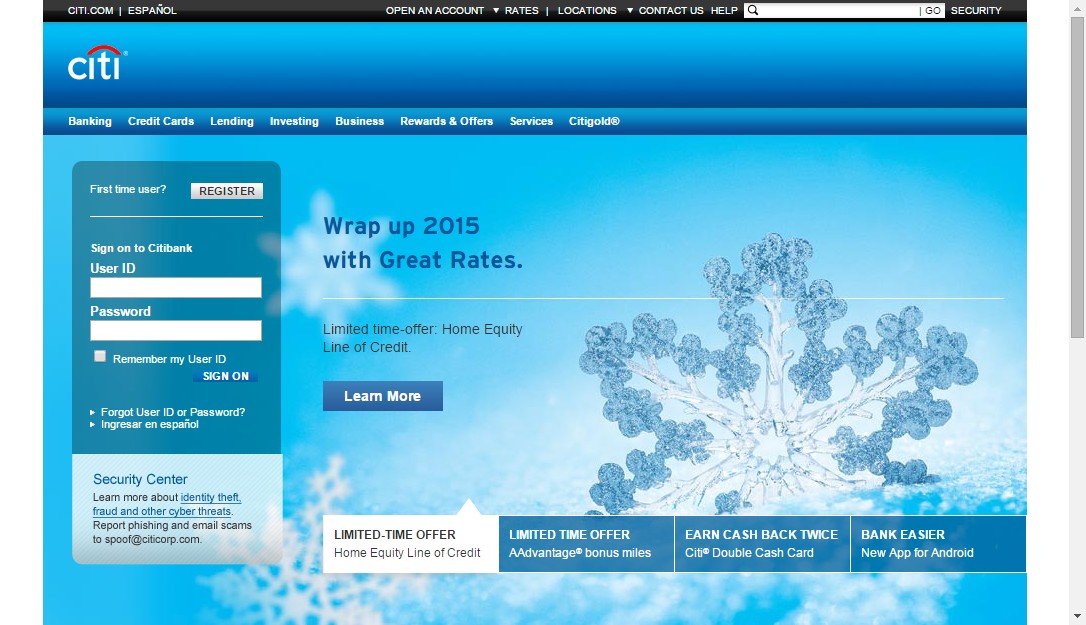 CITI.COM | ESPAÑOL
OPEN AN ACCOUNT ▼ RATES | LOCATIONS ▼ CONTACT US HELP | GO SECURITY
citi®
Banking Credit Cards Lending Investing Business Rewards & Offers Services Citigold®
First time user? REGISTER
Sign on to Citibank
User ID
Password
Remember my User ID
SIGN ON
Forgot User ID or Password?
Ingresar en español
Security Center
Learn more about identity theft,
fraud and other cyber threats.
Report phishing and email scams
to spoof@citicorp.com.
Wrap up 2015
with Great Rates.
Limited time-offer: Home Equity
Line of Credit.
Learn More
LIMITED-TIME OFFER
Home Equity Line of Credit
LIMITED TIME OFFER
AAdvantage® bonus miles
EARN CASH BACK TWICE
Citi® Double Cash Card
BANK EASIER
New App for Android